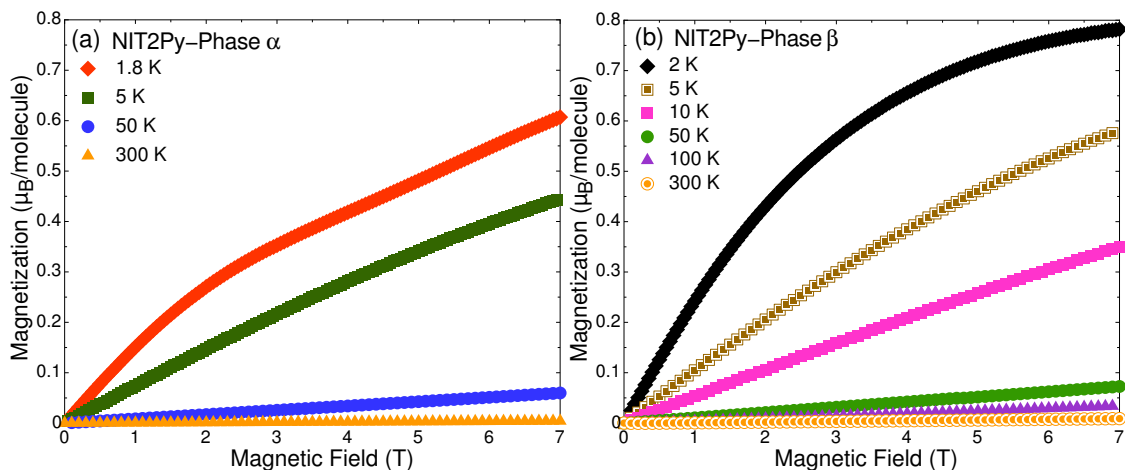 (a) NIT2Py−Phase α
1.8 K
5 K
50 K
300 K
0.8
0.7
0.6
0.5
0.4
0.3
0.2
0.1
0
0 1 2 3 4 5 6 7
Magnetization (μB/molecule)
Magnetic Field (T)
(b) NIT2Py−Phase β
2 K
5 K
10 K
50 K
100 K
300 K
0.8
0.7
0.6
0.5
0.4
0.3
0.2
0.1
0
0 1 2 3 4 5 6 7
Magnetization (μB/molecule)
Magnetic Field (T)